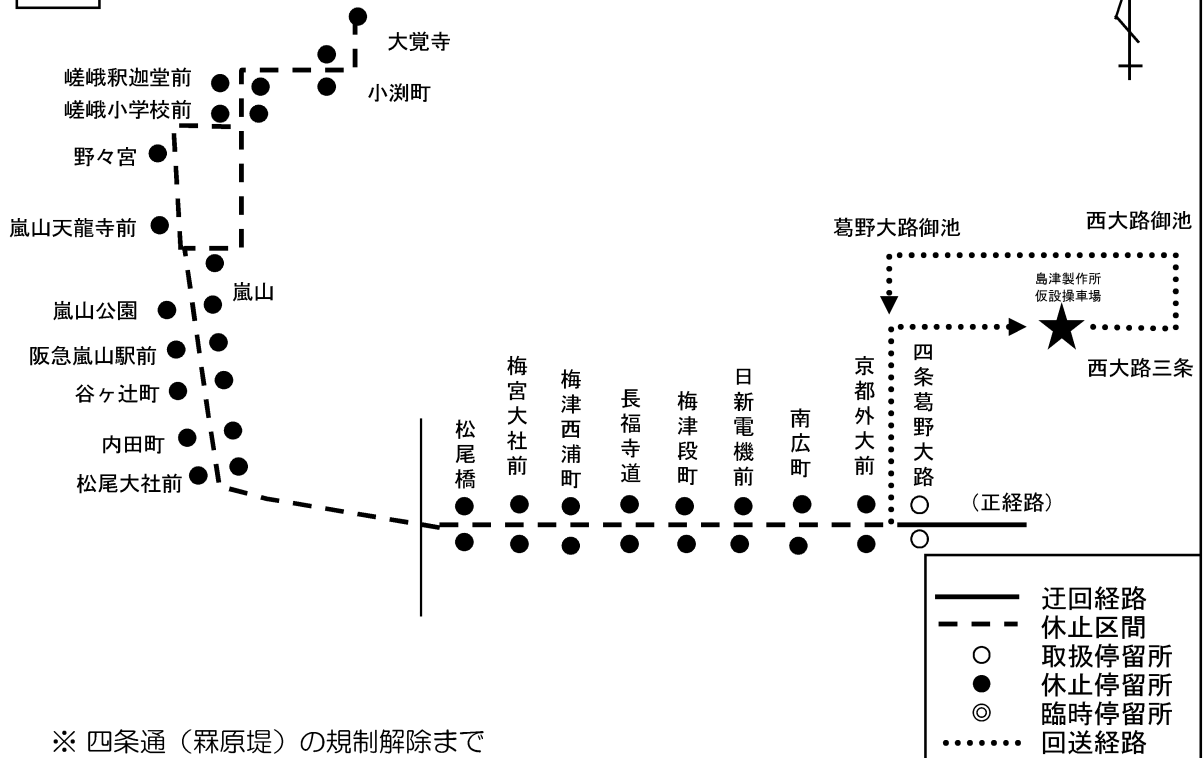 大覚寺
嵯峨釈迦堂前
小渕町
嵯峨小学校前
野々宮
嵐山天龍寺前
葛野大路御池
西大路御池
島津製作所
仮設操車場
嵐山
嵐山公園
阪急嵐山駅前
西大路三条
谷ヶ辻町
内田町
松尾大社前
松尾橋
梅宮大社前
梅津西浦町
長福寺道
梅津段町
日新電機前
南広町
京都外大前
四条葛野大路
（正経路）
迂回経路
休止区間
取扱停留所
休止停留所
臨時停留所
回送経路
※ 四条通（罧原堤）の規制解除まで